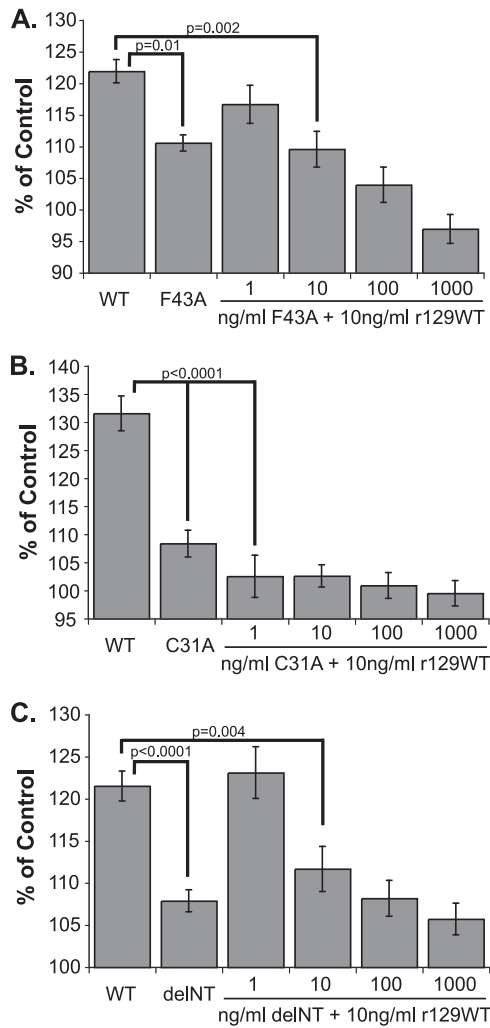 A.
% of Control
130
125
120
115
110
105
100
95
90
p=0.002
p=0.01
WT F43A 1 10 100 1000
ng/ml F43A + 10ng/ml r129WT
B.
% of Control
140
135
130
125
120
115
110
105
100
95
p<0.0001
WT C31A 1 10 100 1000
ng/ml C31A + 10ng/ml r129WT
C.
% of Control
130
125
120
115
110
105
100
p=0.004
p<0.0001
WT delNT 1 10 100 1000
ng/ml delNT + 10ng/ml r129WT